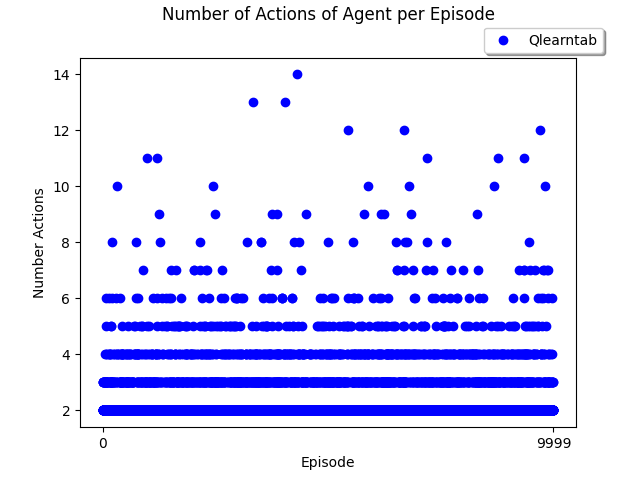 Number of Actions of Agent per Episode
Qlearntab
14
12
10
8
6
4
2
Number Actions
0
9999
Episode